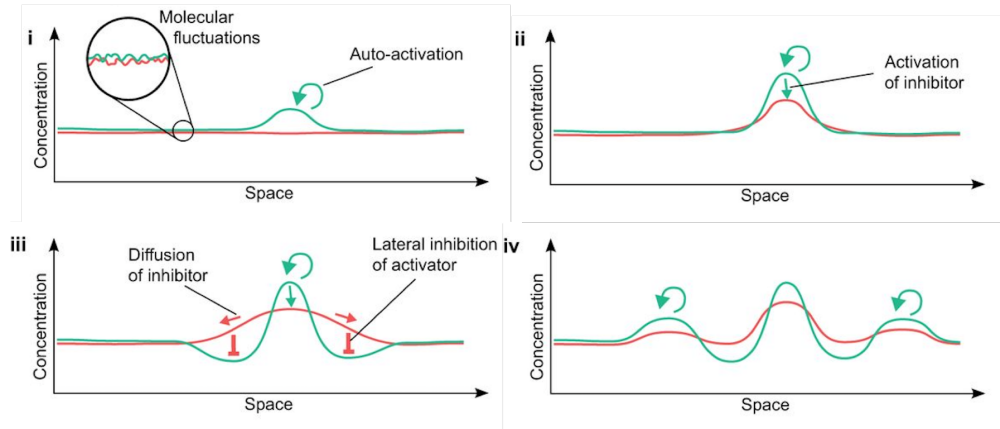 i
Molecular
fluctuations
Auto-activation
Concentration
Space
ii
Activation
of inhibitor
Concentration
Space
iii
Diffusion
of inhibitor
Lateral inhibition
of activator
Concentration
Space
iv
Concentration
Space